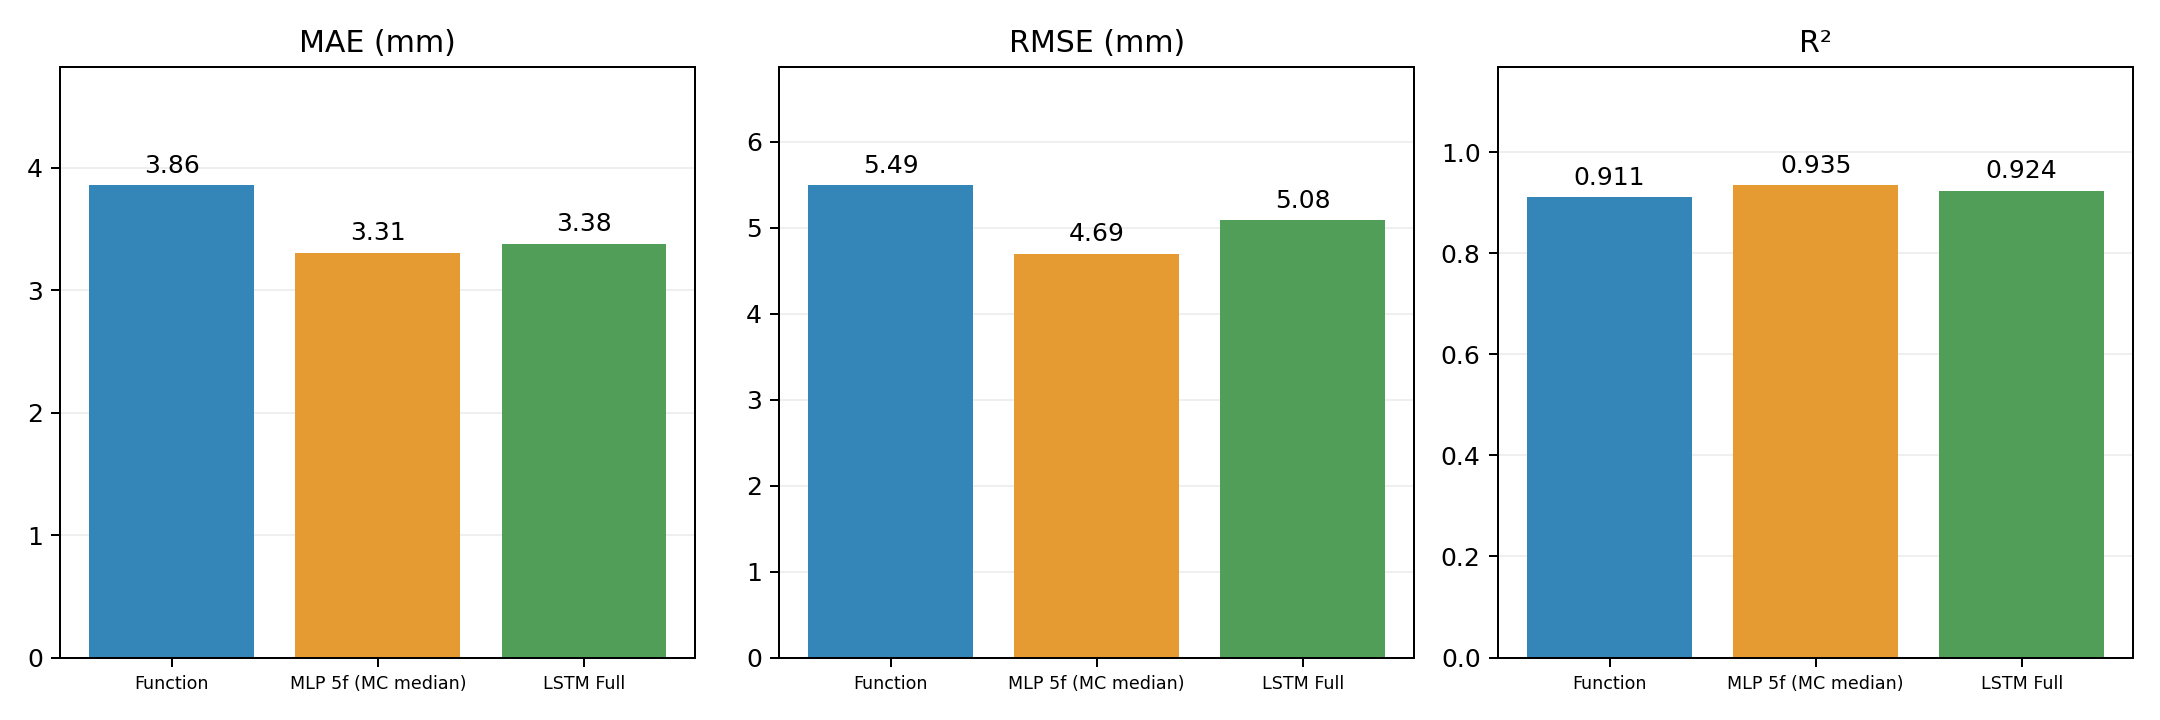 MAE (mm)
4
3
2
1
0
3.86
3.31
3.38
Function
MLP 5f (MC median)
LSTM Full
RMSE (mm)
6
5
4
3
2
1
0
5.49
4.69
5.08
Function
MLP 5f (MC median)
LSTM Full
R²
1.0
0.8
0.6
0.4
0.2
0.0
0.911
0.935
0.924
Function
MLP 5f (MC median)
LSTM Full